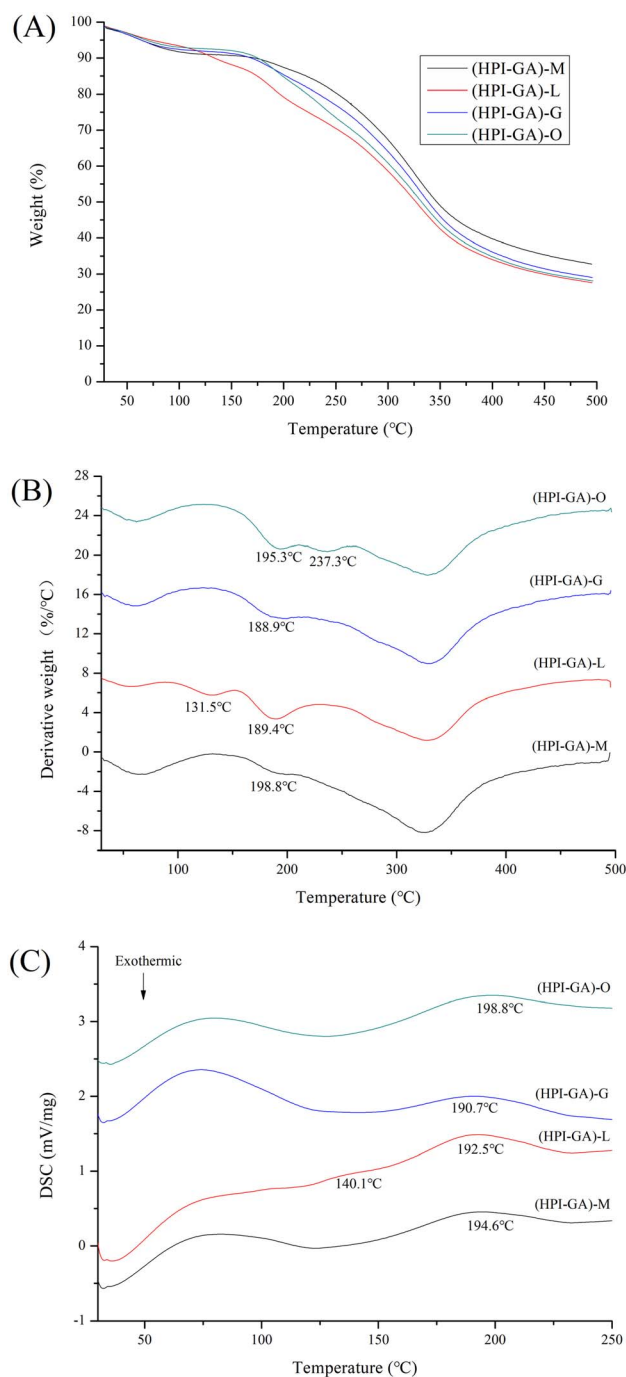 (A)
100
90
80
70
60
50
40
30
20
10
0
Weight (%)
(HPI-GA)-M
(HPI-GA)-L
(HPI-GA)-G
(HPI-GA)-O
50 100 150 200 250 300 350 400 450 500
Temperature (℃)
(B)
28
24
20
16
12
8
4
0
-4
-8
Derivative weight (%/℃)
(HPI-GA)-O
195.3℃ 237.3℃
(HPI-GA)-G
188.9℃
(HPI-GA)-L
131.5℃
189.4℃
(HPI-GA)-M
198.8℃
100 200 300 400 500
Temperature (℃)
(C)
4
3
2
1
0
-1
DSC (mV/mg)
Exothermic
(HPI-GA)-O
198.8℃
(HPI-GA)-G
190.7℃
(HPI-GA)-L
192.5℃
140.1℃
(HPI-GA)-M
194.6℃
50 100 150 200 250
Temperature (℃)